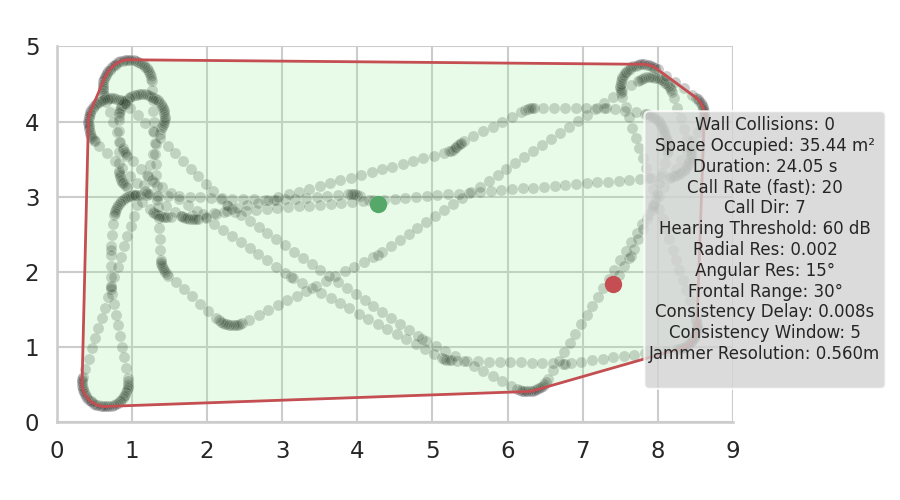 5
4
3
2
1
0
0 1 2 3 4 5 6 7 8 9
Wall Collisions: 0
Space Occupied: 35.44 m²
Duration: 24.05 s
Call Rate (fast): 20
Call Dir: 7
Hearing Threshold: 60 dB
Radial Res: 0.002
Angular Res: 15°
Frontal Range: 30°
Consistency Delay: 0.008s
Consistency Window: 5
Jammer Resolution: 0.560m